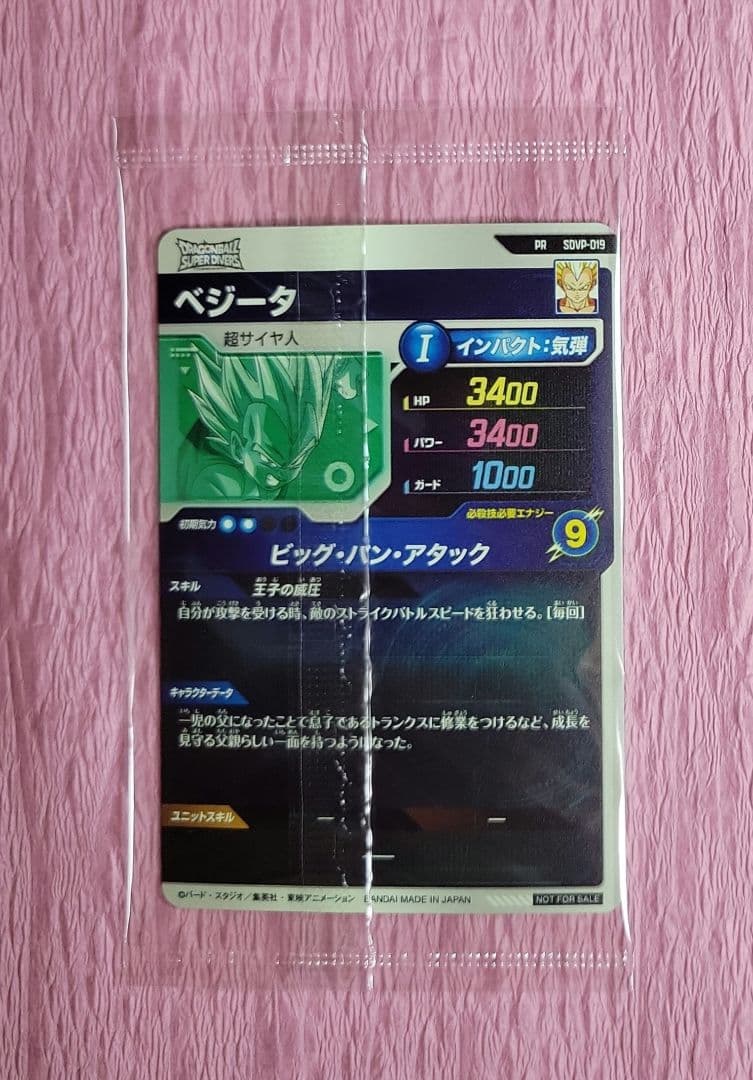 DRAGONBALL
SUPER DIVERS
PR SDVP-019
ベジータ
超サイヤ人
I インパクト:気弾
HP 3400
パワー 3400
ガード 1000
初期気力
必殺技必要エナジー
9
ビッグ・バン・アタック
スキル 王子の威圧
自分が攻撃を受ける時、敵のストライクバトルスピードを狂わせる。[毎回]
キャラクターデータ
一児の父になったことで息子であるトランクスに修業をつけるなど、成長を
見守る父親らしい一面を持つようになった。
ユニットスキル ー ー
ー
©バード・スタジオ/集英社・東映アニメーション BANDAI MADE IN JAPAN NOT FOR SALE